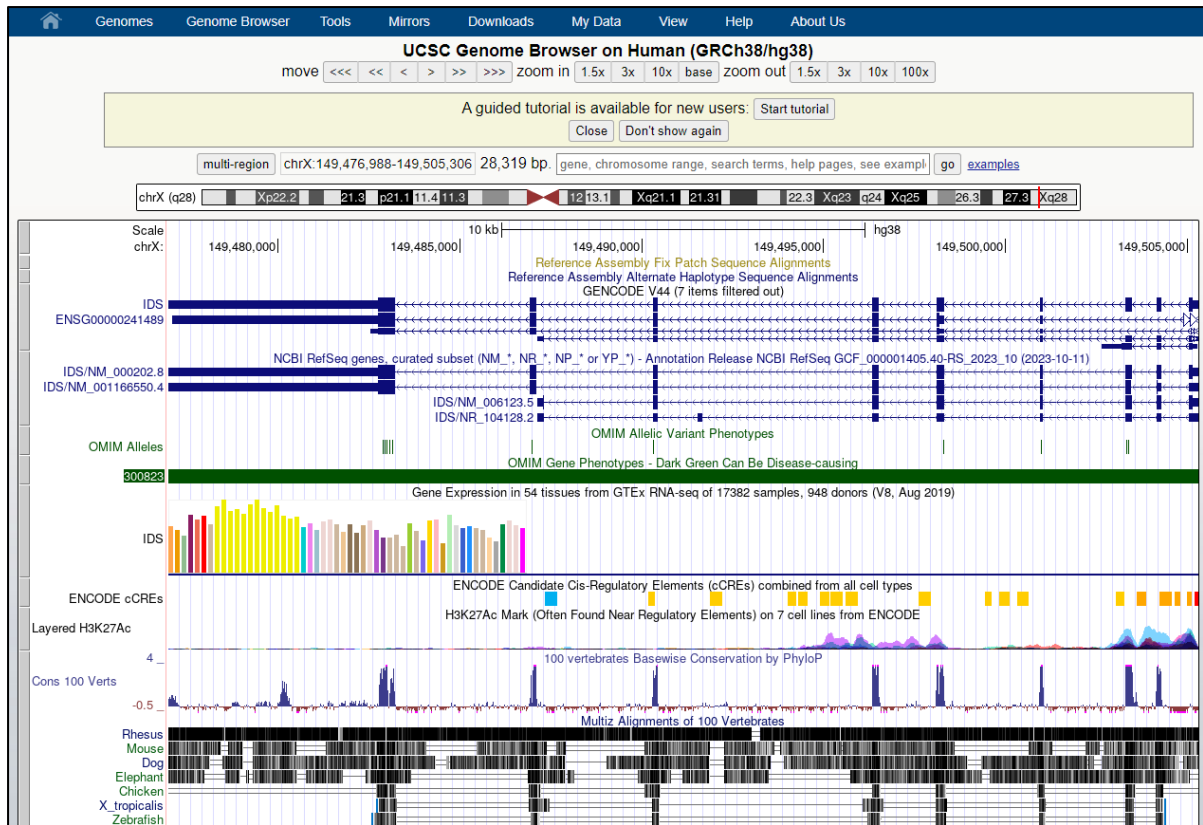 Genomes Genome Browser Tools Mirrors Downloads My Data View Help About Us
UCSC Genome Browser on Human (GRCh38/hg38)
move <<< << < > >> >>> zoom in 1.5x 3x 10x base zoom out 1.5x 3x 10x 100x
A guided tutorial is available for new users: Start tutorial
Close Don't show again
multi-region chrX:149,476,988-149,505,306 28,319 bp. gene, chromosome range, search terms, help pages, see exampl go examples
chrX (q28) Xp22.2 21.3 p21.1 11.4 11.3 12 13.1 Xq21.1 21.31 22.3 Xq23 q24 Xq25 26.3 27.3 Xq28
Scale 10 kb hg38
chrX: 149,480,000 149,485,000 149,490,000 149,495,000 149,500,000 149,505,000
Reference Assembly Fix Patch Sequence Alignments
Reference Assembly Alternate Haplotype Sequence Alignments
GENCODE V44 (7 items filtered out)
IDS
ENSG00000241489
NCBI RefSeq genes, curated subset (NM_*, NR_*, NP_* or YP_*) - Annotation Release NCBI RefSeq GCF_000001405.40-RS_2023_10 (2023-10-11)
IDS/NM_000202.8
IDS/NM_001166550.4
IDS/NM_006123.5
IDS/NR_104128.2
OMIM Allelic Variant Phenotypes
OMIM Alleles
OMIM Gene Phenotypes - Dark Green Can Be Disease-causing
300823
Gene Expression in 54 tissues from GTEx RNA-seq of 17382 samples, 948 donors (V8, Aug 2019)
IDS
ENCODE Candidate Cis-Regulatory Elements (cCREs) combined from all cell types
ENCODE cCREs
H3K27Ac Mark (Often Found Near Regulatory Elements) on 7 cell lines from ENCODE
Layered H3K27Ac
100 vertebrates Basewise Conservation by PhyloP
4 _
Cons 100 Verts
-0.5 _
Multiz Alignments of 100 Vertebrates
Rhesus
Mouse
Dog
Elephant
Chicken
X_tropicalis
Zebrafish